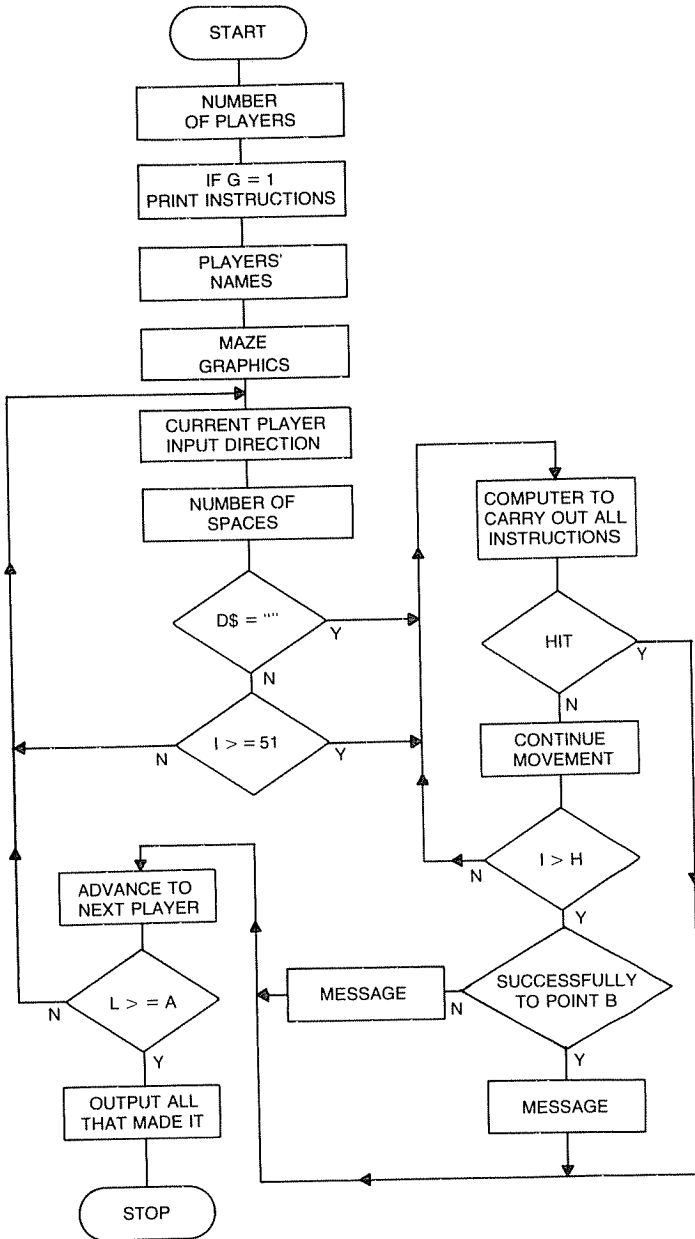 START
NUMBER
OF PLAYERS
IF G = 1
PRINT INSTRUCTIONS
PLAYERS'
NAMES
MAZE
GRAPHICS
CURRENT PLAYER
INPUT DIRECTION
NUMBER OF
SPACES
D$ = ""
Y
N
I > = 51
N
Y
COMPUTER TO
CARRY OUT ALL
INSTRUCTIONS
HIT
Y
N
CONTINUE
MOVEMENT
I > H
N
Y
SUCCESSFULLY
TO POINT B
N
Y
MESSAGE
MESSAGE
ADVANCE TO
NEXT PLAYER
L > = A
N
Y
OUTPUT ALL
THAT MADE IT
STOP